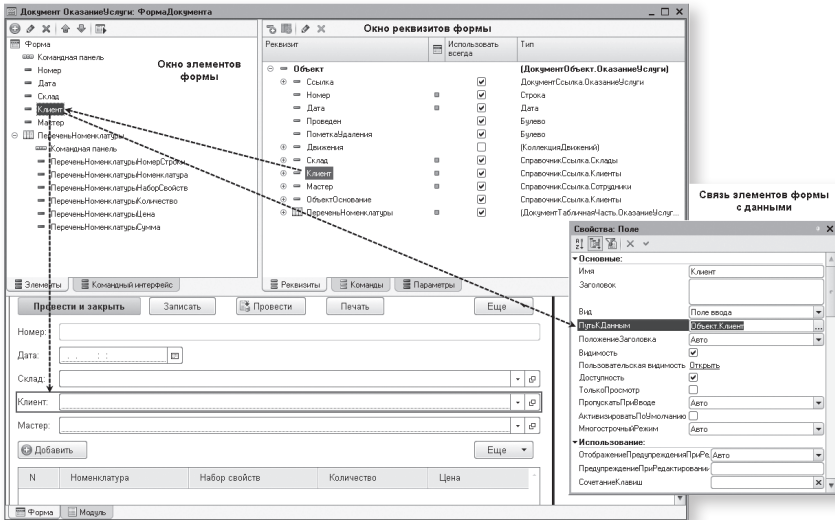 Документ ОказаниеУслуги: ФормаДокумента
Окно реквизитов формы
Окно элементов
формы
Форма
Командная панель
Номер
Дата
Склад
Клиент
Мастер
ПереченьНоменклатуры
Командная панель
ПереченьНоменклатурыНомерСтроки
ПереченьНоменклатурыНоменклатура
ПереченьНоменклатурыНаборСвойств
ПереченьНоменклатурыКоличество
ПереченьНоменклатурыЦена
ПереченьНоменклатурыСумма
Элементы Командный интерфейс
Реквизит Использовать всегда Тип
Объект (ДокументОбъект.ОказаниеУслуги)
Ссылка ДокументСсылка.ОказаниеУслуги
Номер Строка
Дата Дата
Проведен Булево
ПометкаУдаления Булево
Движения (КоллекцияДвижений)
Склад СправочникСсылка.Склады
Клиент СправочникСсылка.Клиенты
Мастер СправочникСсылка.Сотрудники
ОбъектОснование СправочникСсылка.Клиенты
ПереченьНоменклатуры (ДокументТабличнаяЧасть.ОказаниеУслуг...
Реквизиты Команды Параметры
Провести и закрыть Записать Провести Печать Еще
Номер:
Дата: . . : :
Склад:
Клиент:
Мастер:
Добавить Еще
N Номенклатура Набор свойств Количество Цена
Форма Модуль
Связь элементов формы
с данными
Свойства: Поле
Основные:
Имя Клиент
Заголовок
Вид Поле ввода
ПутьКДанным Объект.Клиент ...
ПоложениеЗаголовка Авто
Видимость
Пользовательская видимость Открыть
Доступность
ТолькоПросмотр
ПропускатьПриВводе Авто
АктивизироватьПоУмолчанию
МногострочныйРежим Авто
Использование:
ОтображениеПредупрежденияПриРе Авто
ПредупреждениеПриРедактировани
СочетаниеКлавиш